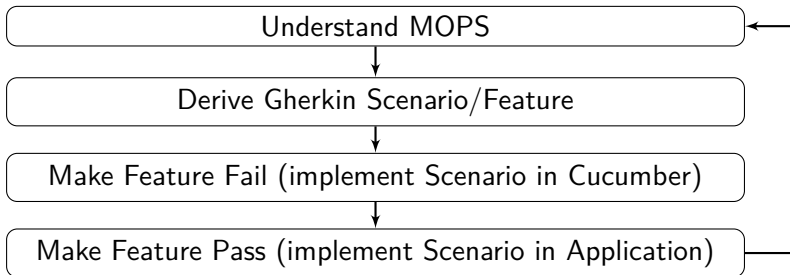 Understand MOPS
Derive Gherkin Scenario/Feature
Make Feature Fail (implement Scenario in Cucumber)
Make Feature Pass (implement Scenario in Application)